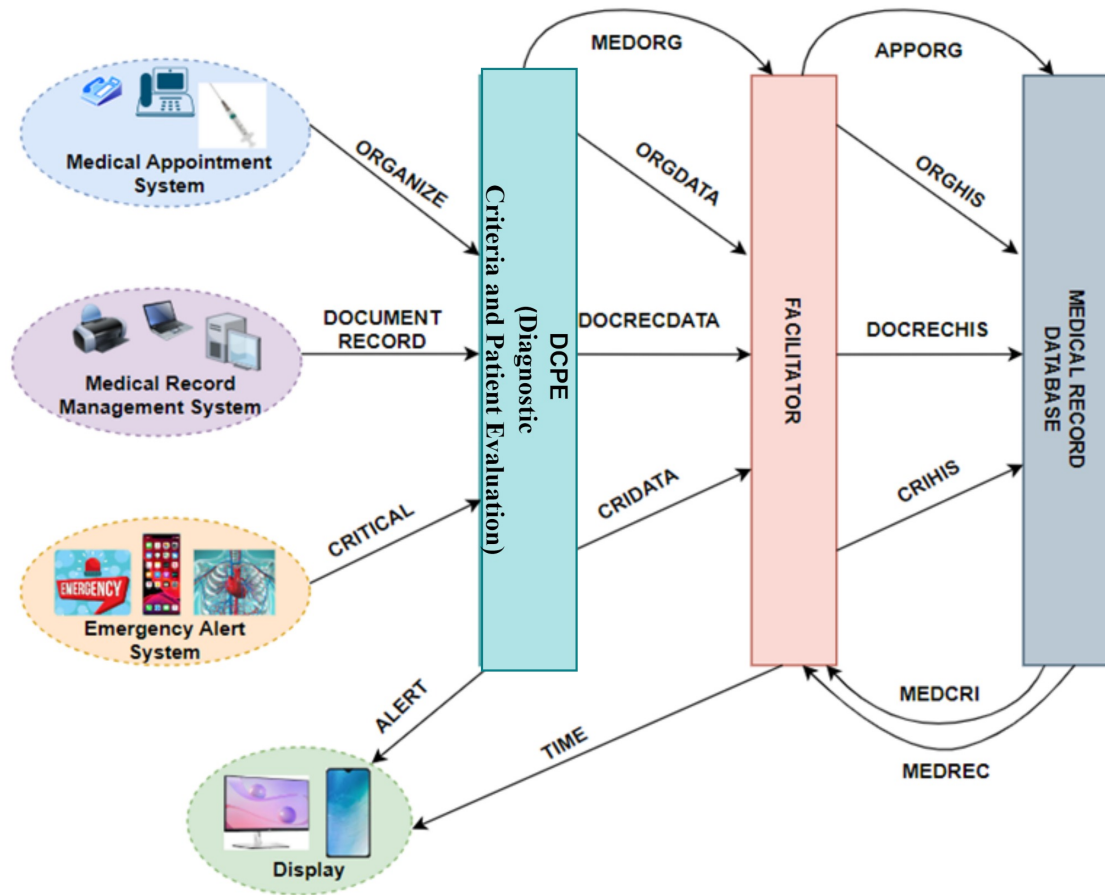 MEDORG
APPORG
Medical Appointment
System
ORGANIZE
ORGDATA
ORGHIS
DOCUMENT
RECORD
DOCRECDATA
DOCRECHIS
Medical Record
Management System
DCPE
(Diagnostic
Criteria and Patient Evaluation)
FACILITATOR
MEDICAL RECORD
DATABASE
CRITICAL
CRIDATA
CRIHIS
EMERGENCY
Emergency Alert
System
ALERT
TIME
MEDCRI
MEDREC
Display